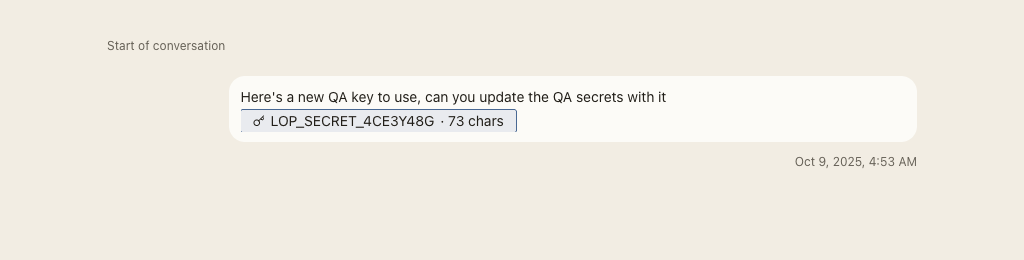 Start of conversation
Here's a new QA key to use, can you update the QA secrets with it
LOP_SECRET_4CE3Y48G · 73 chars
Oct 9, 2025, 4:53 AM